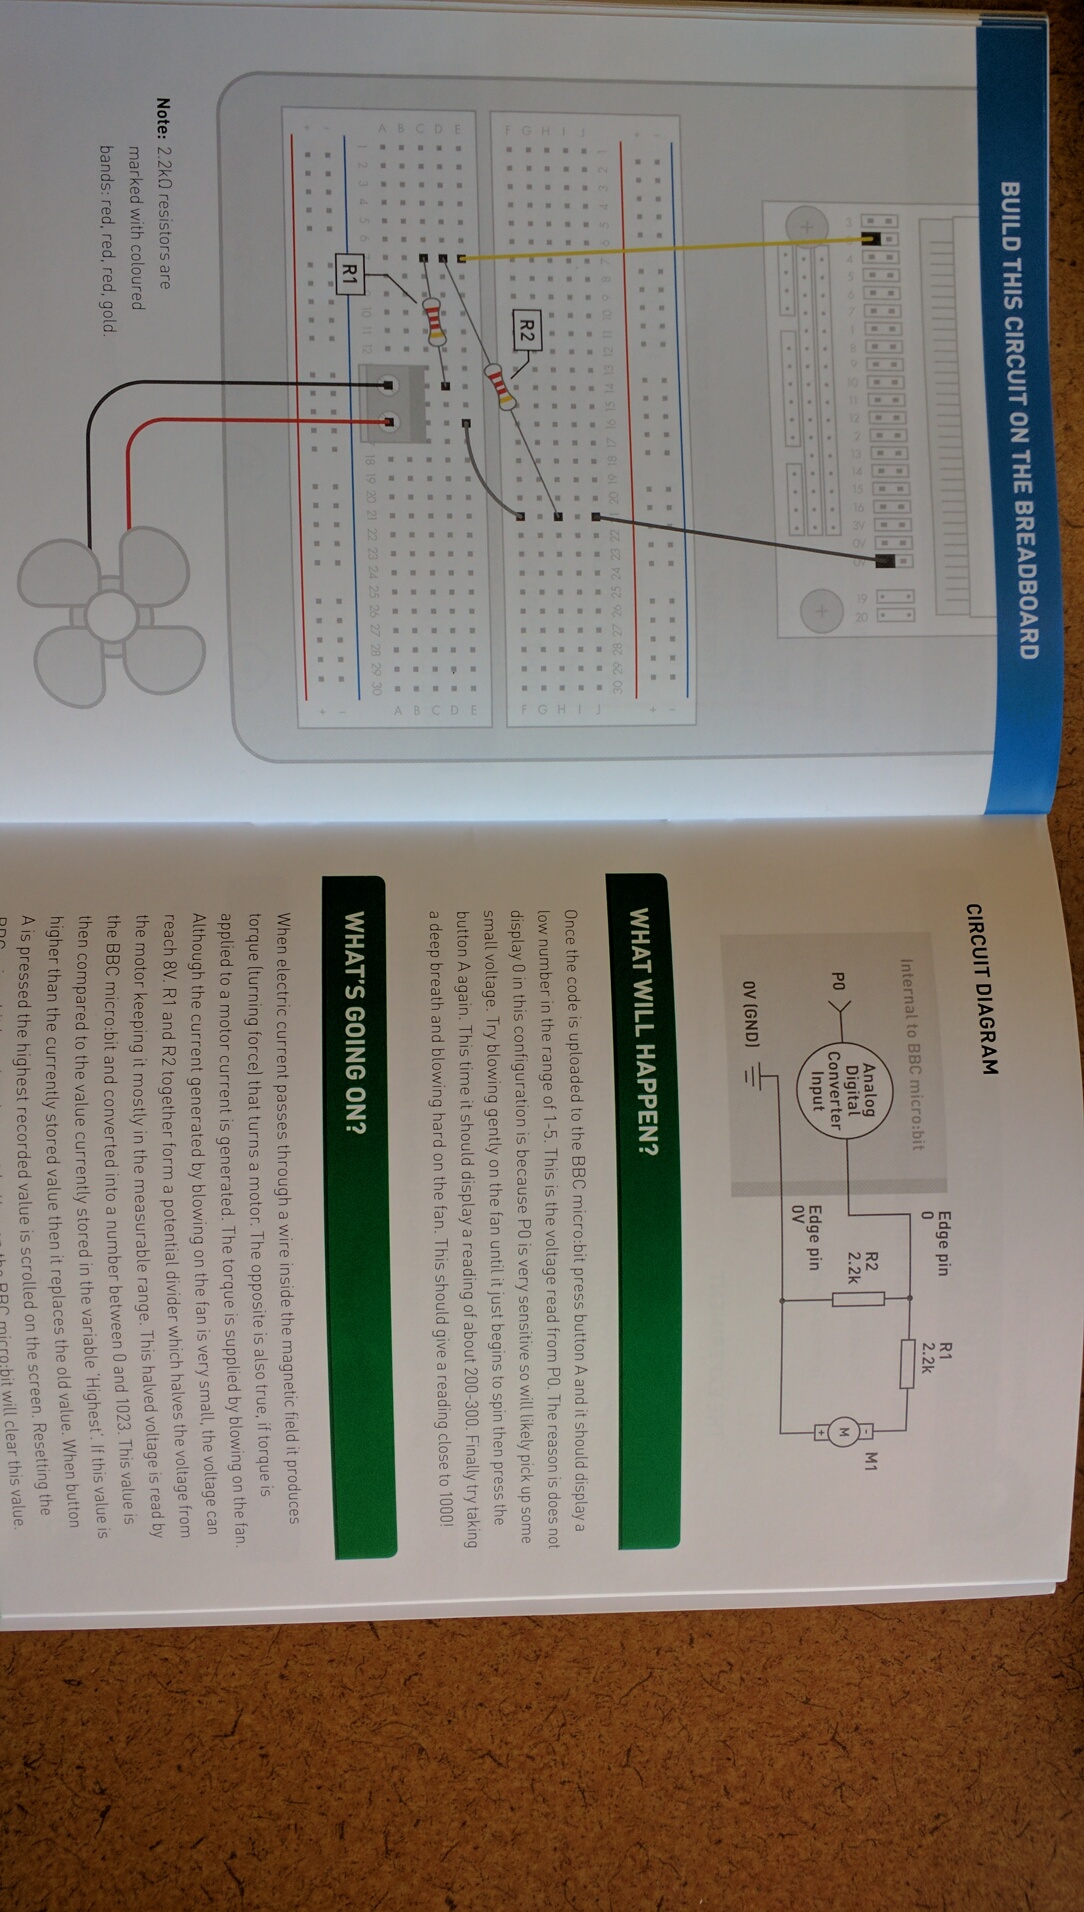 BUILD THIS CIRCUIT ON THE BREADBOARD
R2
R1
Note: 2.2kΩ resistors are
marked with coloured
bands: red, red, red, gold.
CIRCUIT DIAGRAM
Internal to BBC micro:bit
P0
Analog
Digital
Converter
Input
0V (GND)
Edge pin
0
R1
2.2k
R2
2.2k
Edge pin
0V
M1
-
M
+
WHAT WILL HAPPEN?
Once the code is uploaded to the BBC micro:bit press button A and it should display a
low number in the range of 1-5. This is the voltage read from P0. The reason is does not
display 0 in this configuration is because P0 is very sensitive so will likely pick up some
small voltage. Try blowing gently on the fan until it just begins to spin then press the
button A again. This time it should display a reading of about 200-300. Finally try taking
a deep breath and blowing hard on the fan. This should give a reading close to 1000!
WHAT'S GOING ON?
When electric current passes through a wire inside the magnetic field it produces
torque (turning force) that turns a motor. The opposite is also true, if torque is
applied to a motor current is generated. The torque is supplied by blowing on the fan.
Although the current generated by blowing on the fan is very small, the voltage can
reach 8V. R1 and R2 together form a potential divider which halves the voltage from
the motor keeping it mostly in the measurable range. This halved voltage is read by
the BBC micro:bit and converted into a number between 0 and 1023. This value is
then compared to the value currently stored in the variable 'Highest'. If this value is
higher than the currently stored value then it replaces the old value. When button
A is pressed the highest recorded value is scrolled on the screen. Resetting the
BBC micro:bit will clear this value.